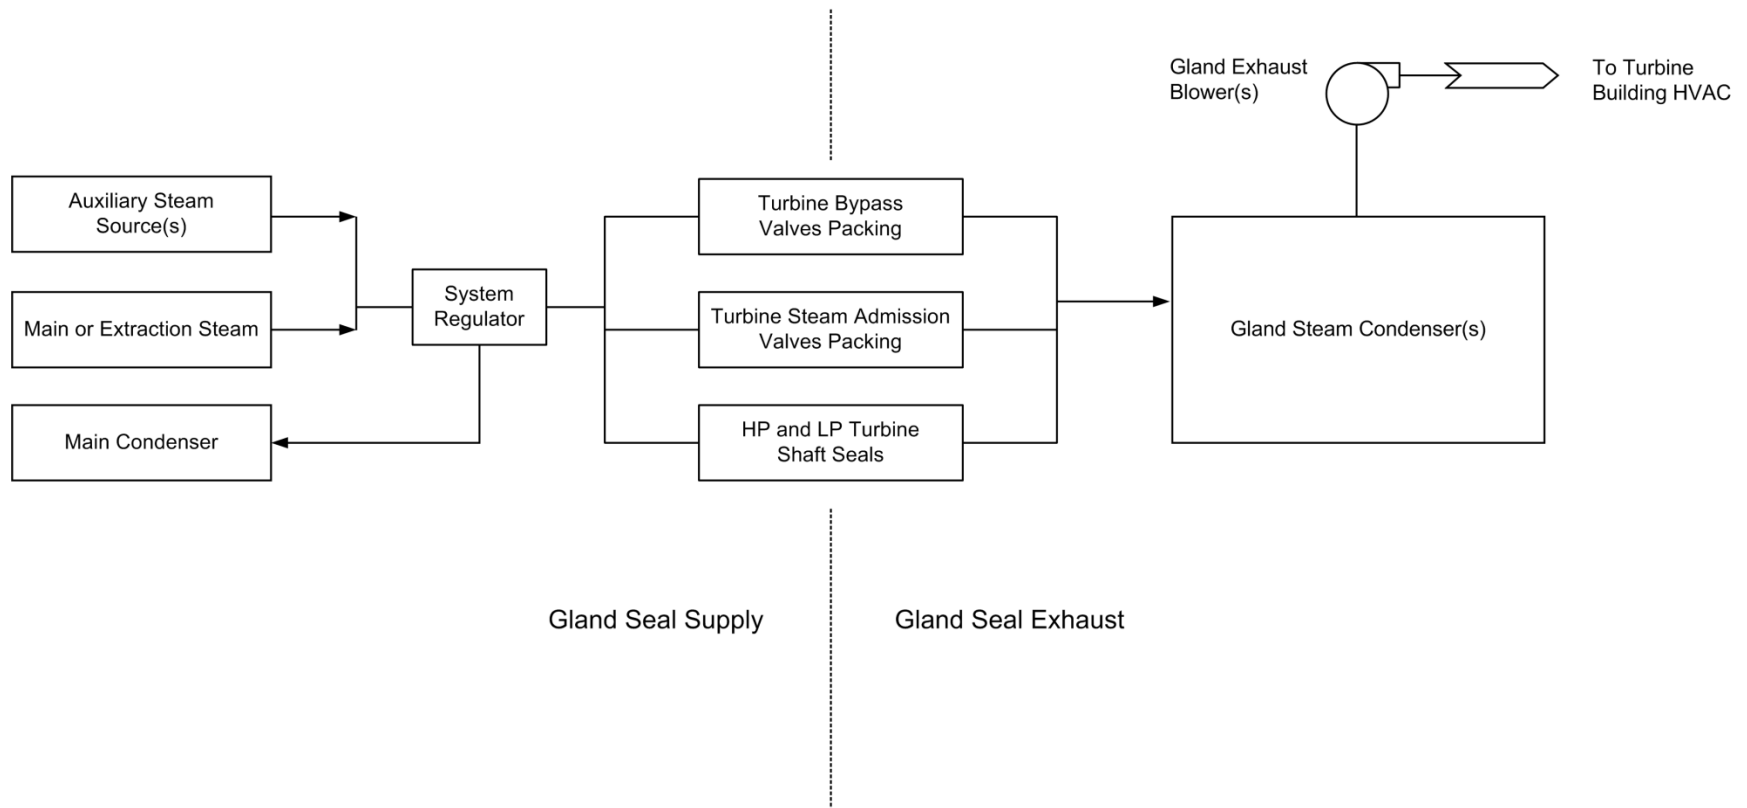 Gland Exhaust
Blower(s)
To Turbine
Building HVAC
Auxiliary Steam
Source(s)
Main or Extraction Steam
Main Condenser
System
Regulator
Turbine Bypass
Valves Packing
Turbine Steam Admission
Valves Packing
HP and LP Turbine
Shaft Seals
Gland Steam Condenser(s)
Gland Seal Supply
Gland Seal Exhaust